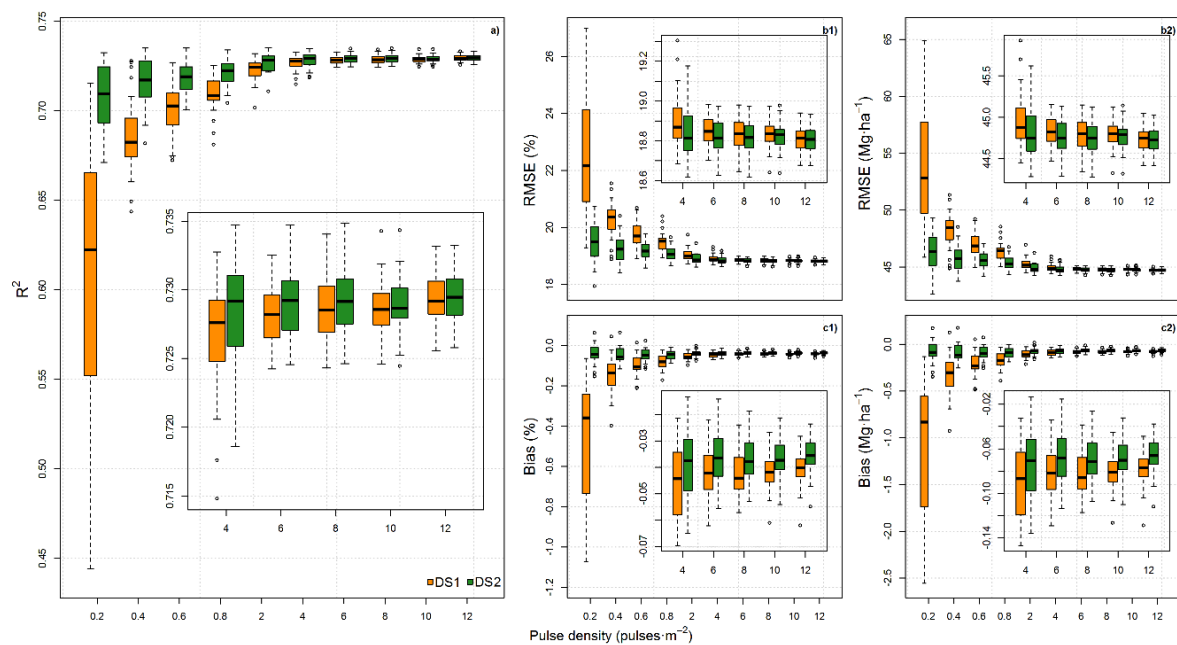 a)
R²
0.75
0.70
0.65
0.60
0.55
0.50
0.45
0.735
0.730
0.725
0.720
0.715
4 6 8 10 12
DS1 DS2
0.2 0.4 0.6 0.8 2 4 6 8 10 12
b1)
RMSE (%)
26
24
22
20
18
19.2
19.0
18.8
18.6
4 6 8 10 12
b2)
RMSE (Mg·ha⁻¹)
65
60
55
50
45
45.5
45.0
44.5
4 6 8 10 12
c1)
Bias (%)
0.0
-0.2
-0.4
-0.6
-0.8
-1.0
-1.2
-0.03
-0.05
-0.07
4 6 8 10 12
0.2 0.4 0.6 0.8 2 4 6 8 10 12
c2)
Bias (Mg·ha⁻¹)
0.0
-0.5
-1.0
-1.5
-2.0
-2.5
-0.02
-0.06
-0.10
-0.14
4 6 8 10 12
0.2 0.4 0.6 0.8 2 4 6 8 10 12
Pulse density (pulses·m⁻²)